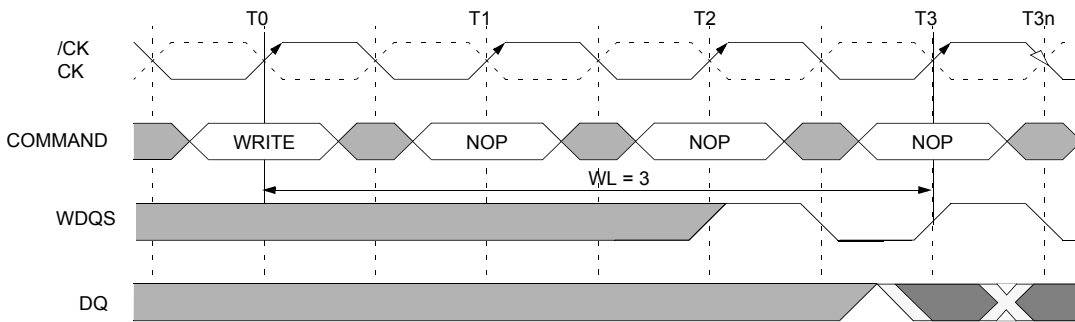 T0 T1 T2 T3 T3n
/CK
CK
COMMAND WRITE NOP NOP NOP
WL = 3
WDQS
DQ